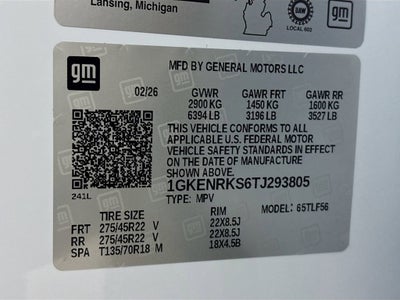 Lansing, Michigan
UAW
LOCAL 602
gm
gm
MFD BY GENERAL MOTORS LLC
02/26 GVWR GAWR FRT GAWR RR
2900 KG 1450 KG 1600 KG
6394 LB 3196 LB 3527 LB
THIS VEHICLE CONFORMS TO ALL
APPLICABLE U.S. FEDERAL MOTOR
VEHICLE SAFETY STANDARDS IN EFFECT
ON THE DATE OF MANUFACTURE SHOWN ABOVE.
1GKENRKS6TJ293805
241L TYPE: MPV
TIRE SIZE RIM MODEL: 65TLF56
FRT 275/45R22 V 22X8.5J
RR 275/45R22 V 22X8.5J
SPA T135/70R18 M 18X4.5B